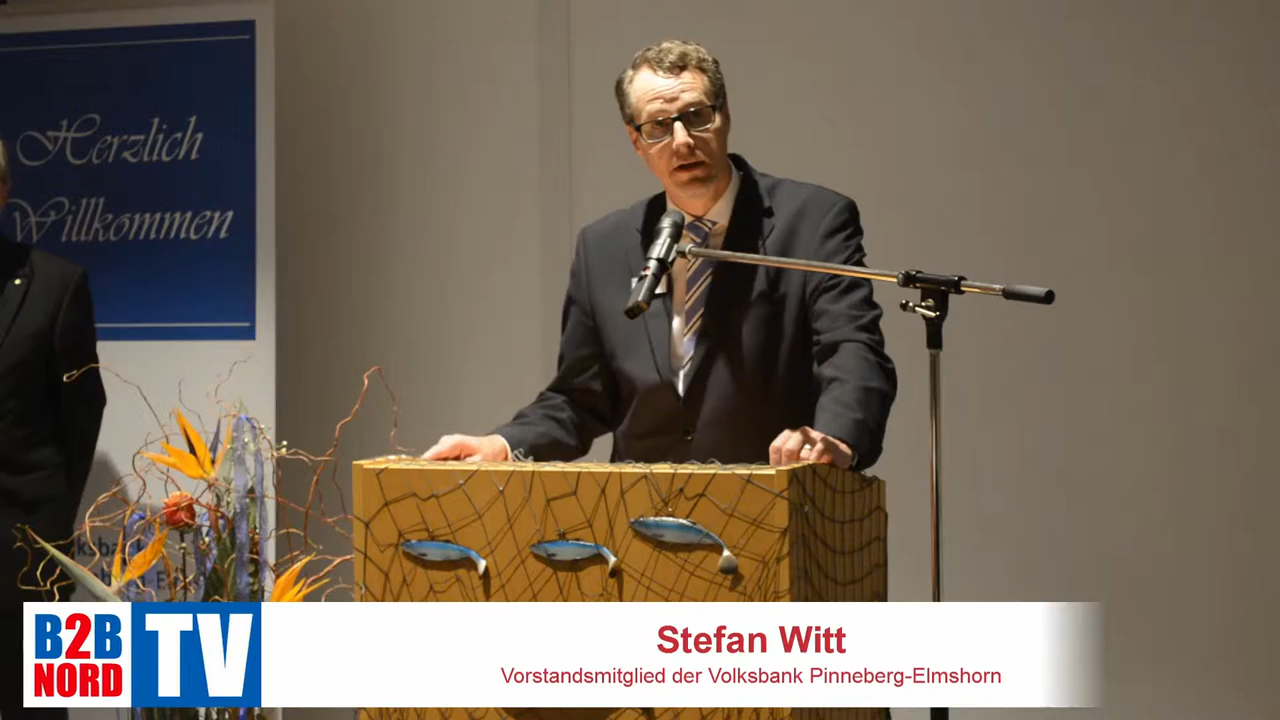 Herzlich
Willkommen
B2B
NORD
TV
Stefan Witt
Vorstandsmitglied der Volksbank Pinneberg-Elmshorn